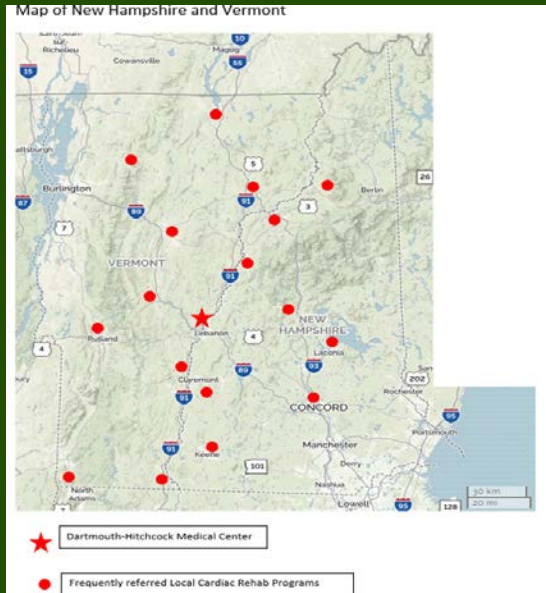 Map of New Hampshire and Vermont
10
Richelieu
Cowansville
Magog
55
15
5
26
Berlin
Burlington
91
3
87
89
7
VERMONT
91
NEW
HAMPSHIRE
Lebanon
4
Rutland
Laconia
4
89
93
Claremont
202
Rochester
91
CONCORD
95
Portsmouth
Manchester
91
Keene
101
Derry
North
Adams
Nashua
30 km
20 mi
Lowell
95
128
Dartmouth-Hitchcock Medical Center
Frequently referred Local Cardiac Rehab Programs